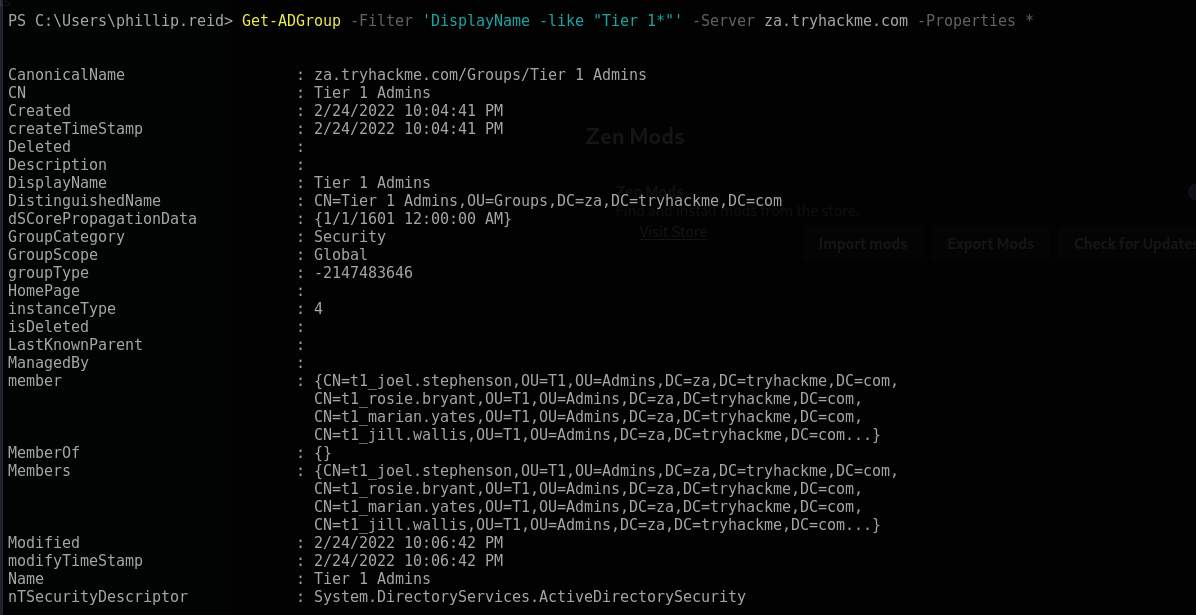 PS C:\Users\phillip.reid> Get-ADGroup -Filter 'DisplayName -like "Tier 1*"' -Server za.tryhackme.com -Properties *
CanonicalName : za.tryhackme.com/Groups/Tier 1 Admins
CN : Tier 1 Admins
Created : 2/24/2022 10:04:41 PM
createTimeStamp : 2/24/2022 10:04:41 PM
Deleted :
Description :
DisplayName : Tier 1 Admins
DistinguishedName : CN=Tier 1 Admins,OU=Groups,DC=za,DC=tryhackme,DC=com
dSCorePropagationData : {1/1/1601 12:00:00 AM}
GroupCategory : Security
GroupScope : Global
groupType : -2147483646
HomePage :
instanceType : 4
isDeleted :
LastKnownParent :
ManagedBy :
member : {CN=t1_joel.stephenson,OU=T1,OU=Admins,DC=za,DC=tryhackme,DC=com,
CN=t1_rosie.bryant,OU=T1,OU=Admins,DC=za,DC=tryhackme,DC=com,
CN=t1_marian.yates,OU=T1,OU=Admins,DC=za,DC=tryhackme,DC=com,
CN=t1_jill.wallis,OU=T1,OU=Admins,DC=za,DC=tryhackme,DC=com...}
MemberOf : {}
Members : {CN=t1_joel.stephenson,OU=T1,OU=Admins,DC=za,DC=tryhackme,DC=com,
CN=t1_rosie.bryant,OU=T1,OU=Admins,DC=za,DC=tryhackme,DC=com,
CN=t1_marian.yates,OU=T1,OU=Admins,DC=za,DC=tryhackme,DC=com,
CN=t1_jill.wallis,OU=T1,OU=Admins,DC=za,DC=tryhackme,DC=com...}
Modified : 2/24/2022 10:06:42 PM
modifyTimeStamp : 2/24/2022 10:06:42 PM
Name : Tier 1 Admins
nTSecurityDescriptor : System.DirectoryServices.ActiveDirectorySecurity
Zen Mods
Zen Mods
Find and install mods from the store.
Visit Store
Import mods
Export Mods
Check for